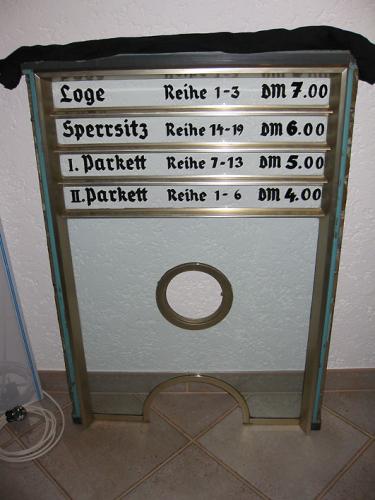 Loge Reihe 1-3 DM 7.00
Sperrsitz Reihe 14-19 DM 6.00
I. Parkett Reihe 7-13 DM 5.00
II. Parkett Reihe 1-6 DM 4.00